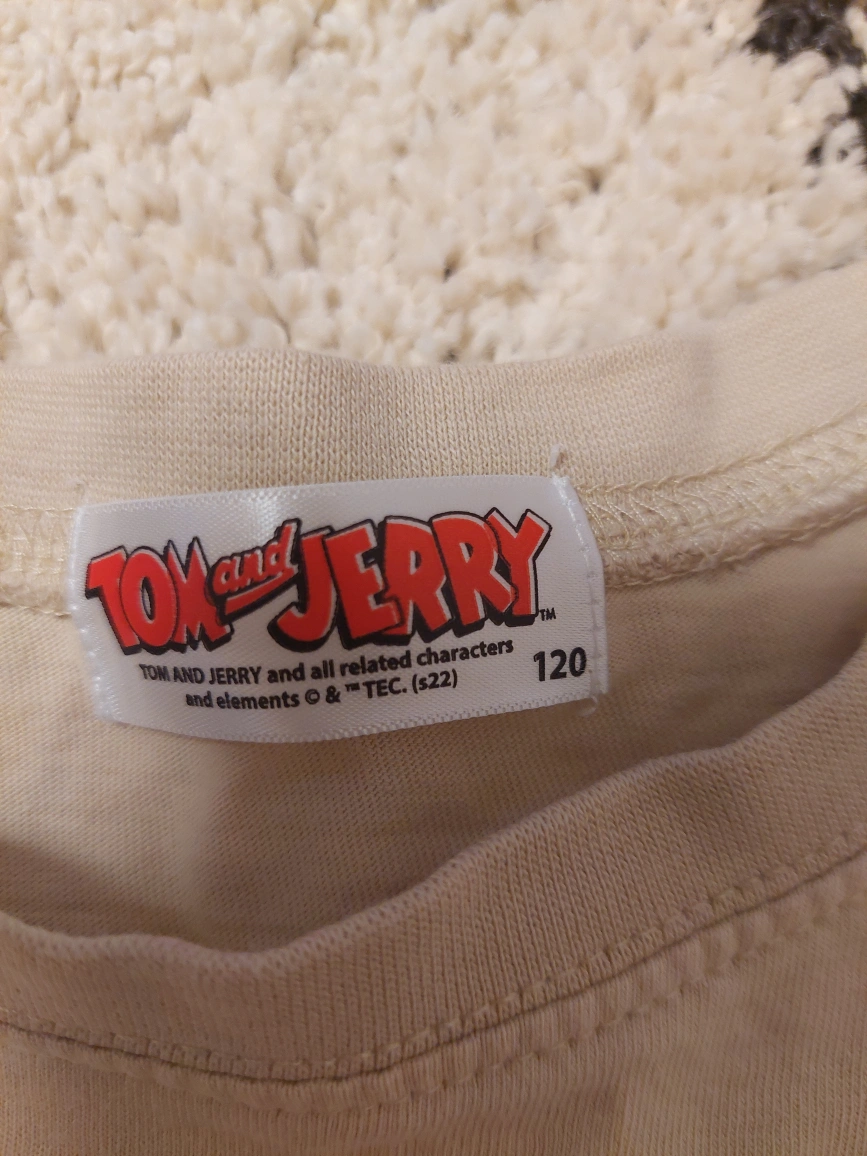 TOM and JERRY™
TOM AND JERRY and all related characters
and elements © & ™ TEC. (s22)
120